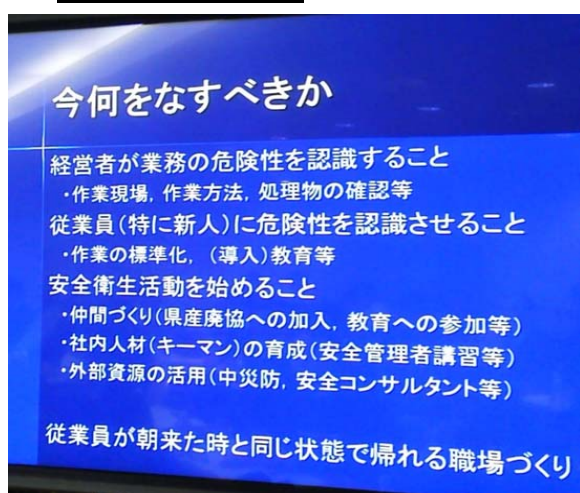 今何をなすべきか
経営者が業務の危険性を認識すること
・作業現場, 作業方法, 処理物の確認等
従業員(特に新人)に危険性を認識させること
・作業の標準化, (導入)教育等
安全衛生活動を始めること
・仲間づくり(県産廃協への加入, 教育への参加等)
・社内人材(キーマン)の育成(安全管理者講習等)
・外部資源の活用(中災防, 安全コンサルタント等)
従業員が朝来た時と同じ状態で帰れる職場づくり